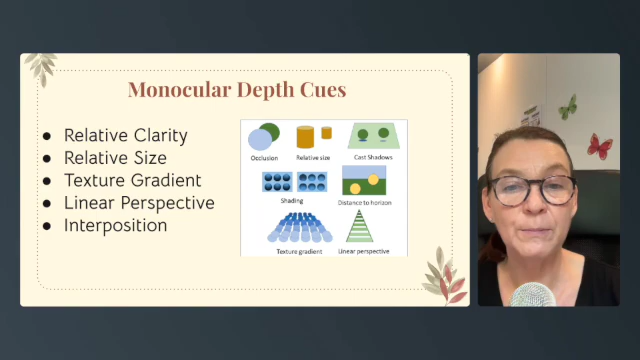 Monocular Depth Cues
● Relative Clarity
● Relative Size
● Texture Gradient
● Linear Perspective
● Interposition
Occlusion Relative size Cast Shadows
Shading Distance to horizon
Texture gradient Linear perspective